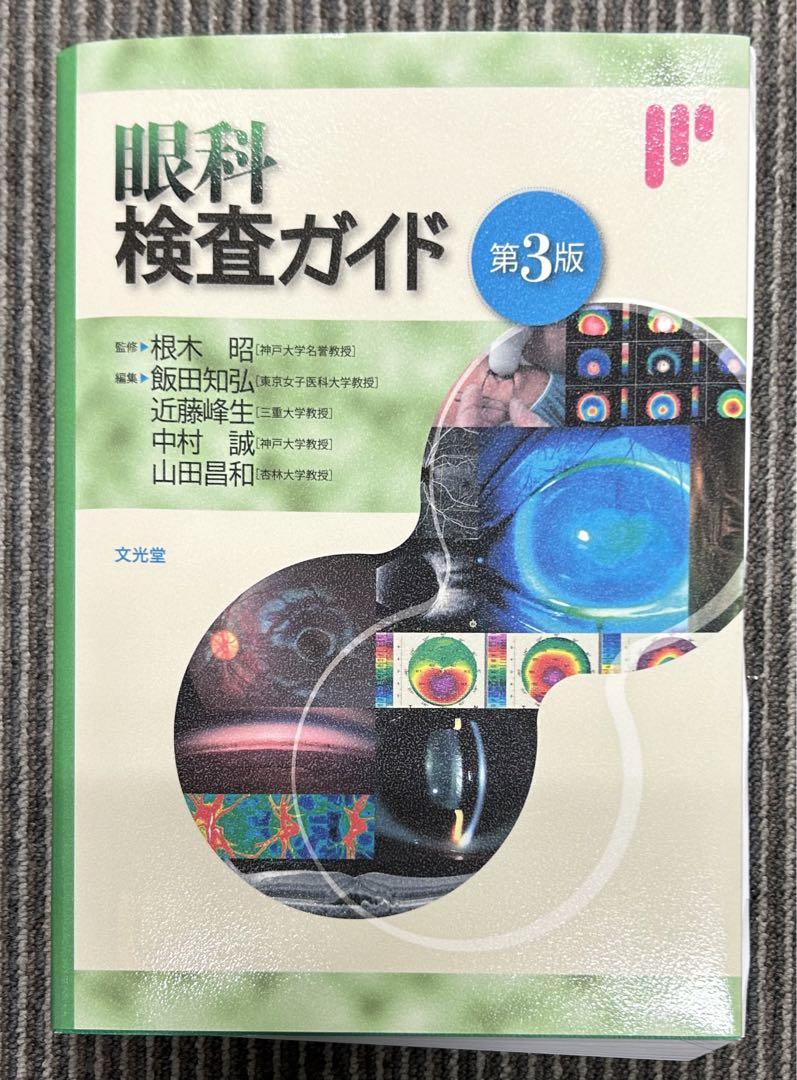 眼科
検査ガイド
第3版
監修▶根木 昭[神戸大学名誉教授]
編集▶飯田知弘[東京女子医科大学教授]
近藤峰生[三重大学教授]
中村 誠[神戸大学教授]
山田昌和[杏林大学教授]
文光堂